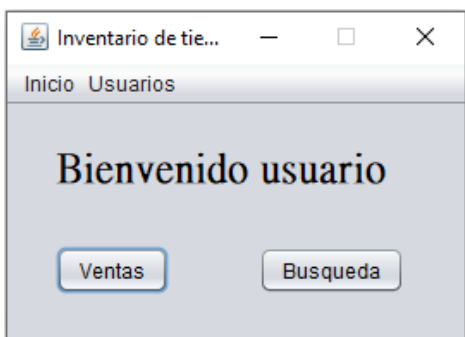 Inventario de tie...
Inicio Usuarios
Bienvenido usuario
Ventas Busqueda